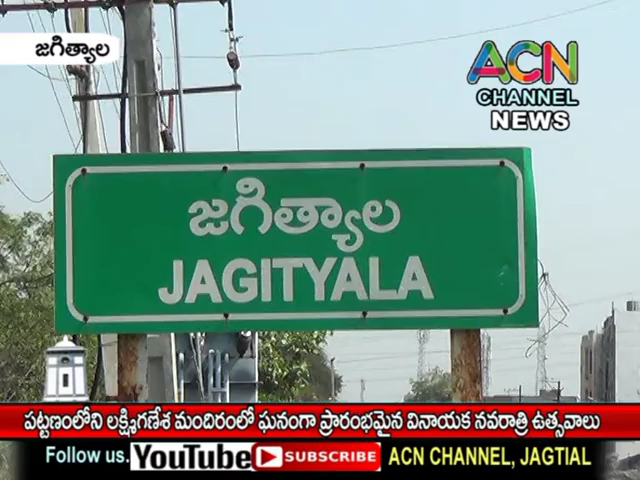 జగిత్యాల
ACN
CHANNEL
NEWS
జగిత్యాల
JAGITYALA
పట్టణంలోని లక్ష్మిగణేశ మందిరంలో ఘనంగా ప్రారంభమైన వినాయక నవరాత్రి ఉత్సవాలు
Follow us. YouTube SUBSCRIBE ACN CHANNEL, JAGTIAL